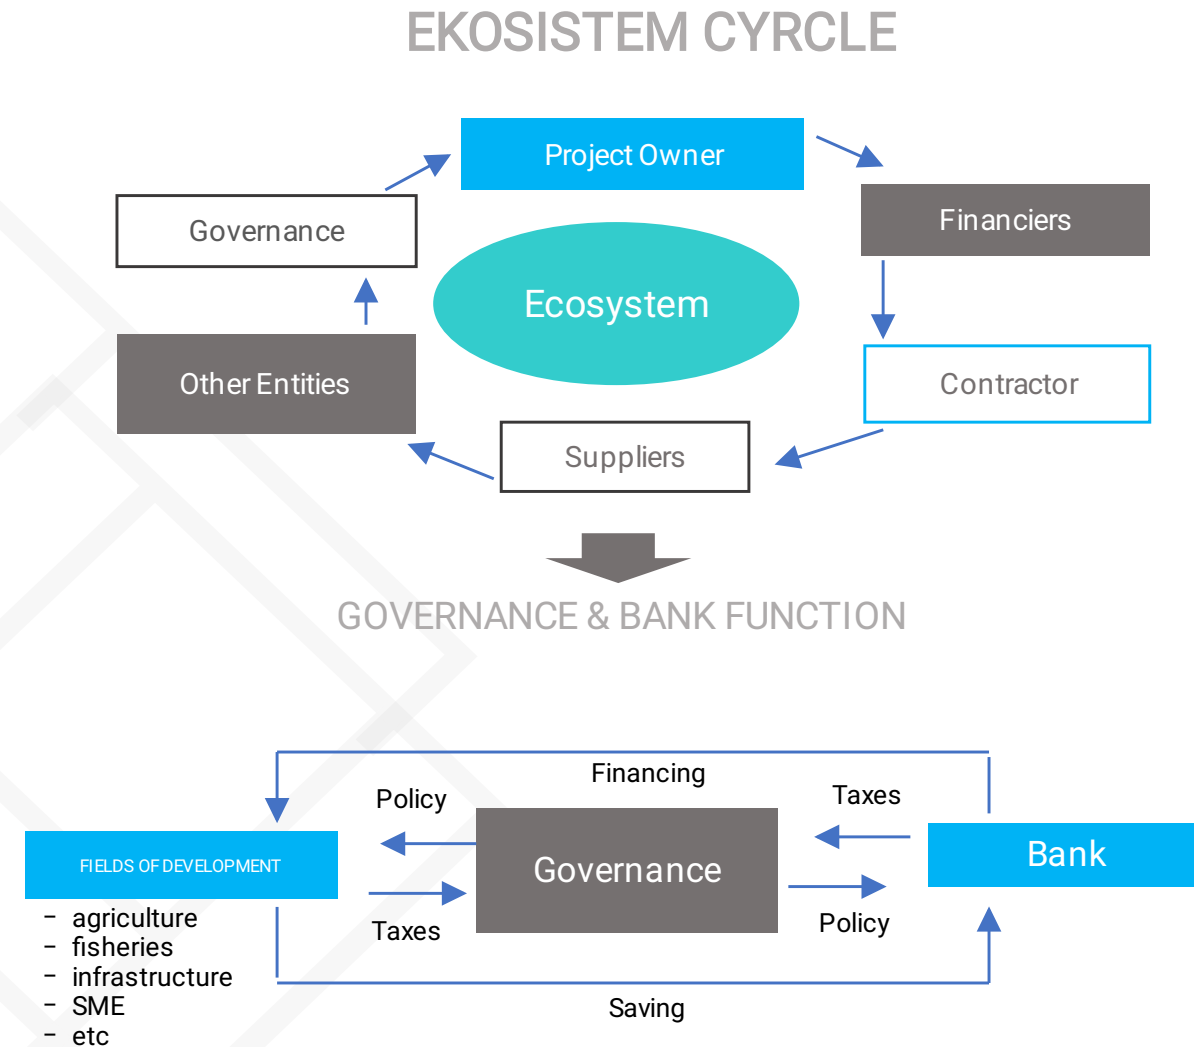 EKOSISTEM CYRCLE
Project Owner
Governance
Financiers
Ecosystem
Other Entities
Contractor
Suppliers
GOVERNANCE & BANK FUNCTION
Financing
Policy
Taxes
FIELDS OF DEVELOPMENT
Governance
Bank
Taxes
Policy
– agriculture
– fisheries
– infrastructure
– SME
– etc
Saving